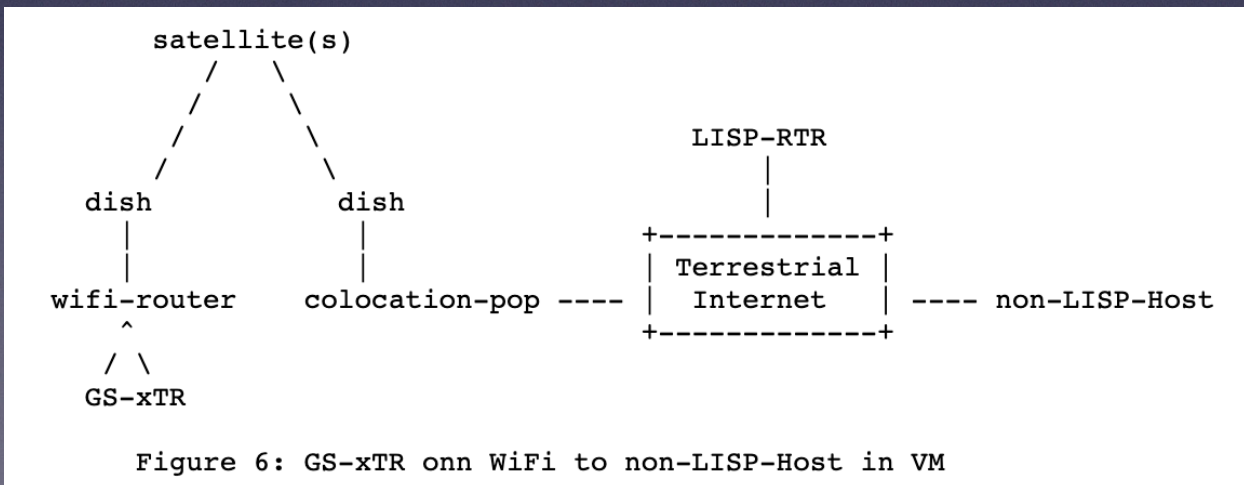 satellite(s)
LISP-RTR
dish dish
Terrestrial
wifi-router colocation-pop ---- Internet ---- non-LISP-Host
GS-xTR
Figure 6: GS-xTR onn WiFi to non-LISP-Host in VM